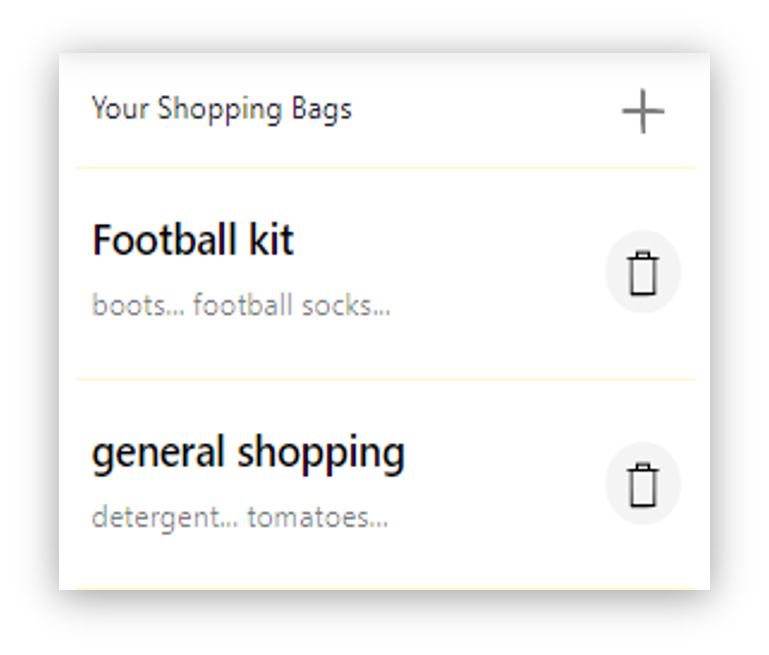 Your Shopping Bags
Football kit
boots... football socks...
general shopping
detergent... tomatoes...